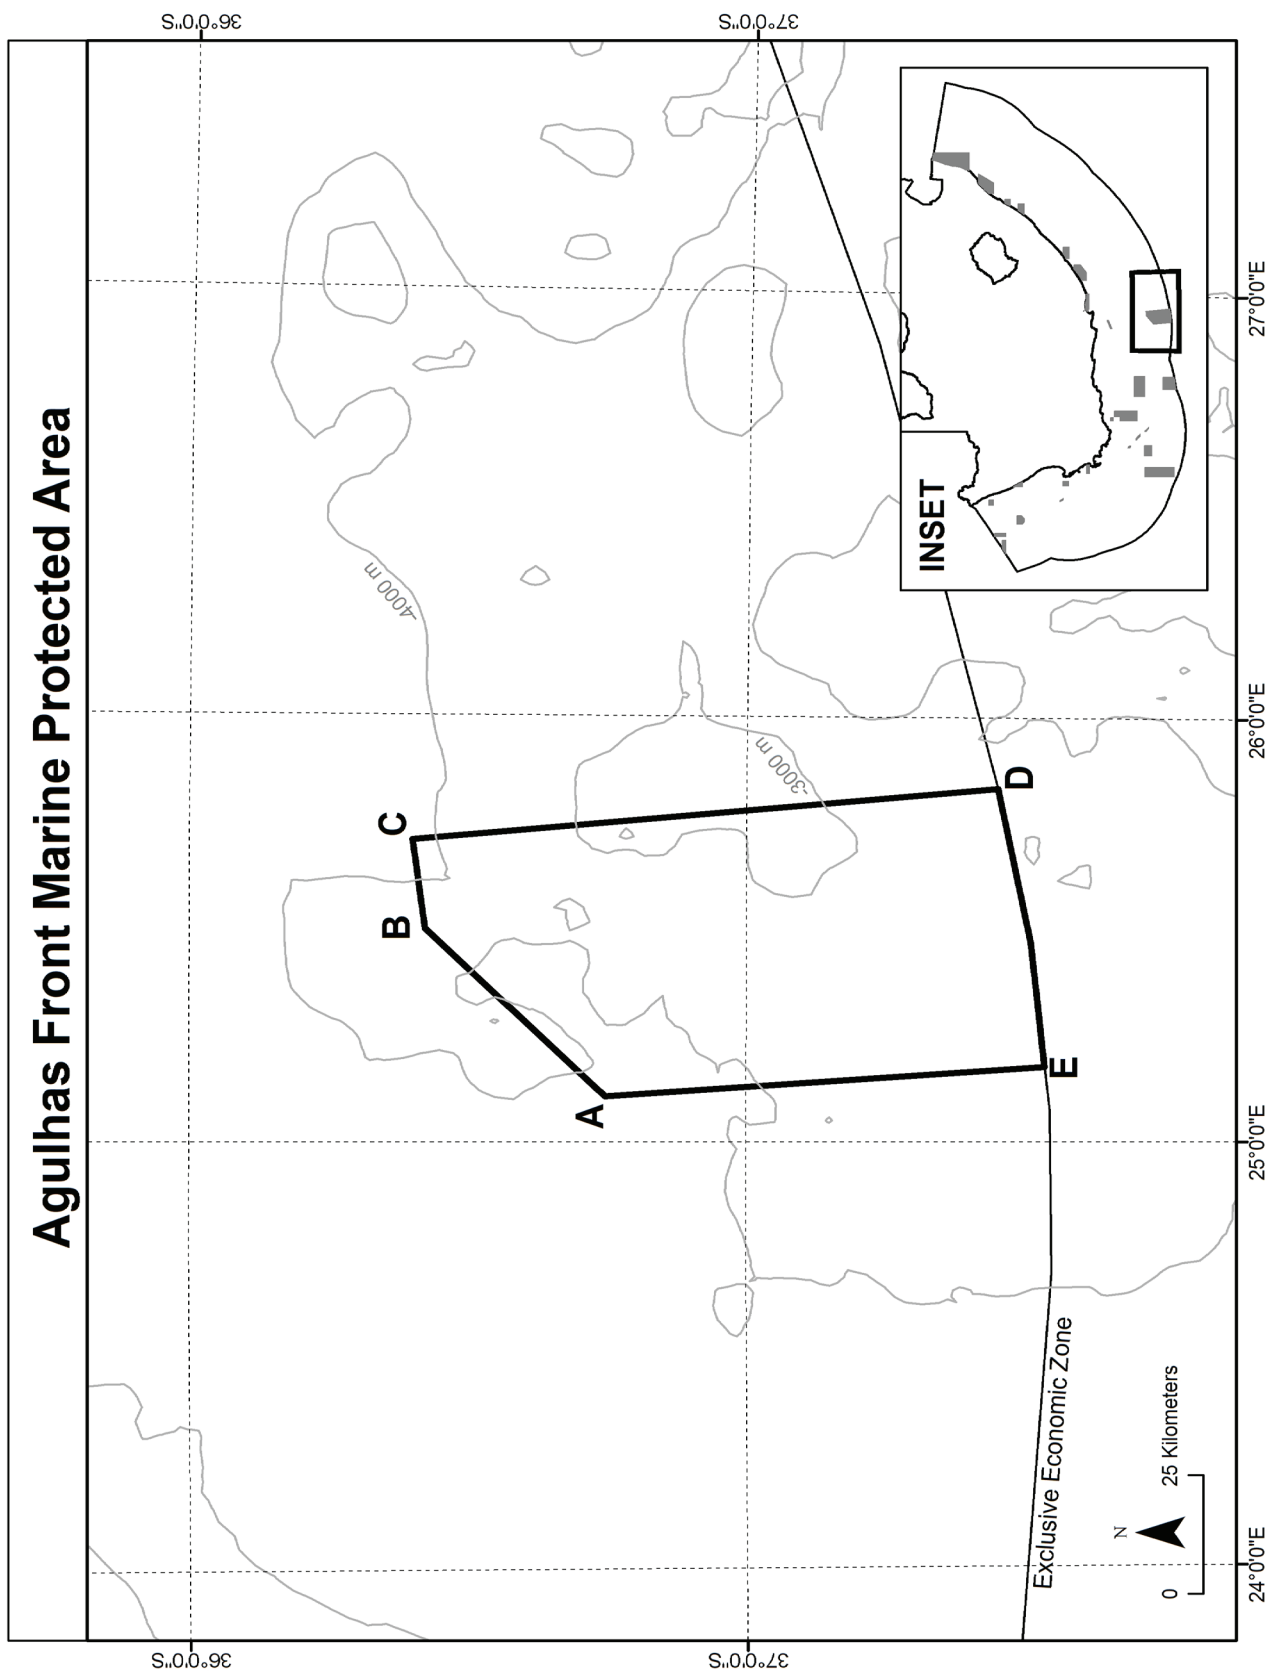 Agulhas Front Marine Protected Area
36°0'0"S
36°0'0"S
37°0'0"S
37°0'0"S
-4000 m
-3000 m
A
B
C
D
E
Exclusive Economic Zone
INSET
N
0 25 Kilometers
24°0'0"E 25°0'0"E 26°0'0"E 27°0'0"E